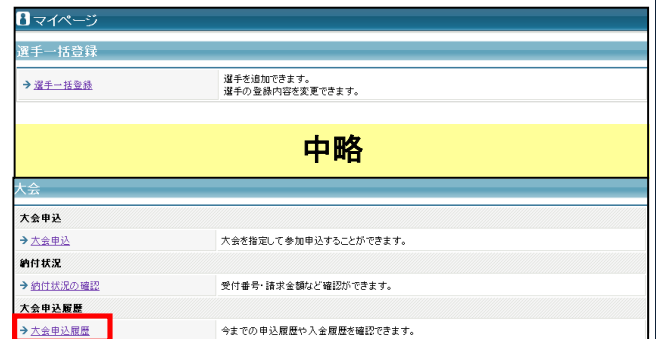 マイページ
選手一括登録
→選手一括登録
選手を追加できます。
選手の登録内容を変更できます。
中略
大会
大会申込
→大会申込
大会を指定して参加申込することができます。
納付状況
→納付状況の確認
受付番号・請求金額など確認ができます。
大会申込履歴
→大会申込履歴
今までの申込履歴や入金履歴を確認できます。